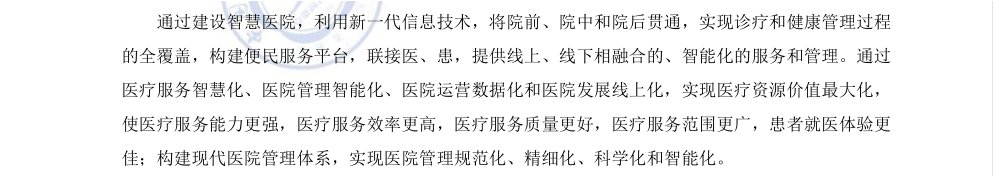 通过建设智慧医院，利用新一代信息技术，将院前、院中和院后贯通，实现诊疗和健康管理过程
的全覆盖，构建便民服务平台，联接医、患，提供线上、线下相融合的、智能化的服务和管理。通过
医疗服务智慧化、医院管理智能化、医院运营数据化和医院发展线上化，实现医疗资源价值最大化，
使医疗服务能力更强，医疗服务效率更高，医疗服务质量更好，医疗服务范围更广，患者就医体验更
佳；构建现代医院管理体系，实现医院管理规范化、精细化、科学化和智能化。